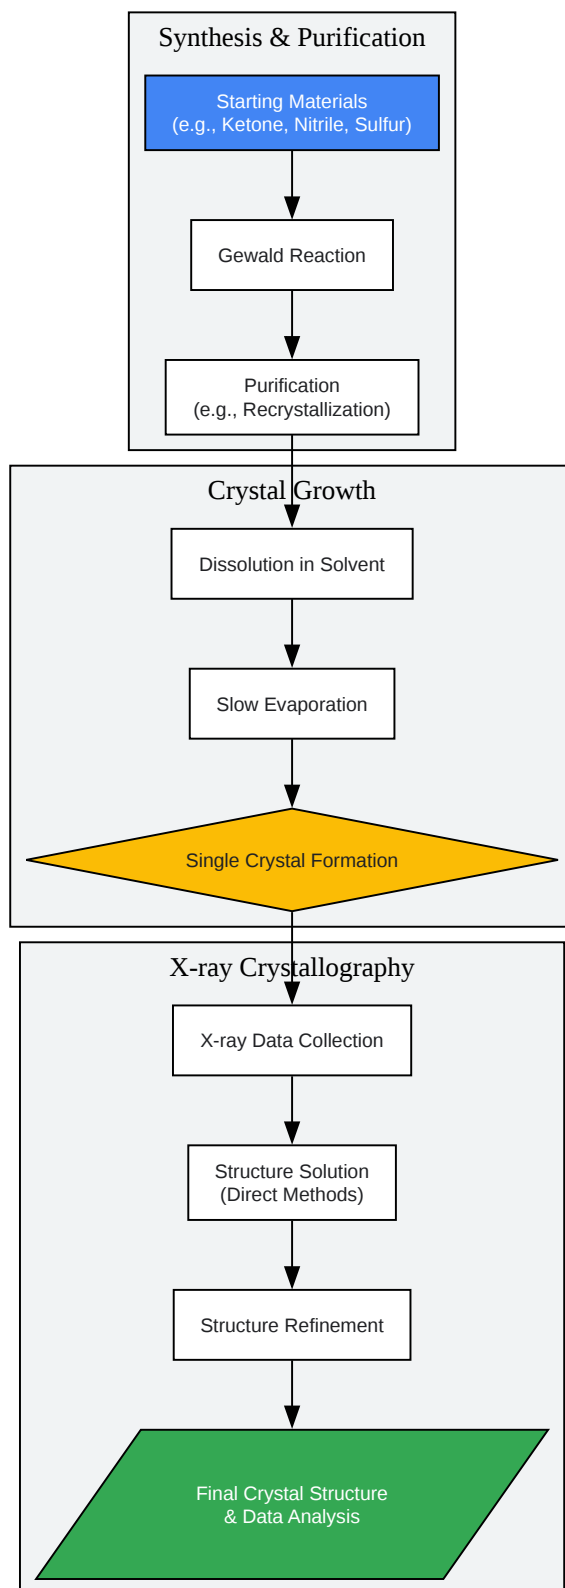 Synthesis & Purification
Starting Materials
(e.g., Ketone, Nitrile, Sulfur)
Gewald Reaction
Purification
(e.g., Recrystallization)
Crystal Growth
Dissolution in Solvent
Slow Evaporation
Single Crystal Formation
X-ray Crystallography
X-ray Data Collection
Structure Solution
(Direct Methods)
Structure Refinement
Final Crystal Structure
& Data Analysis